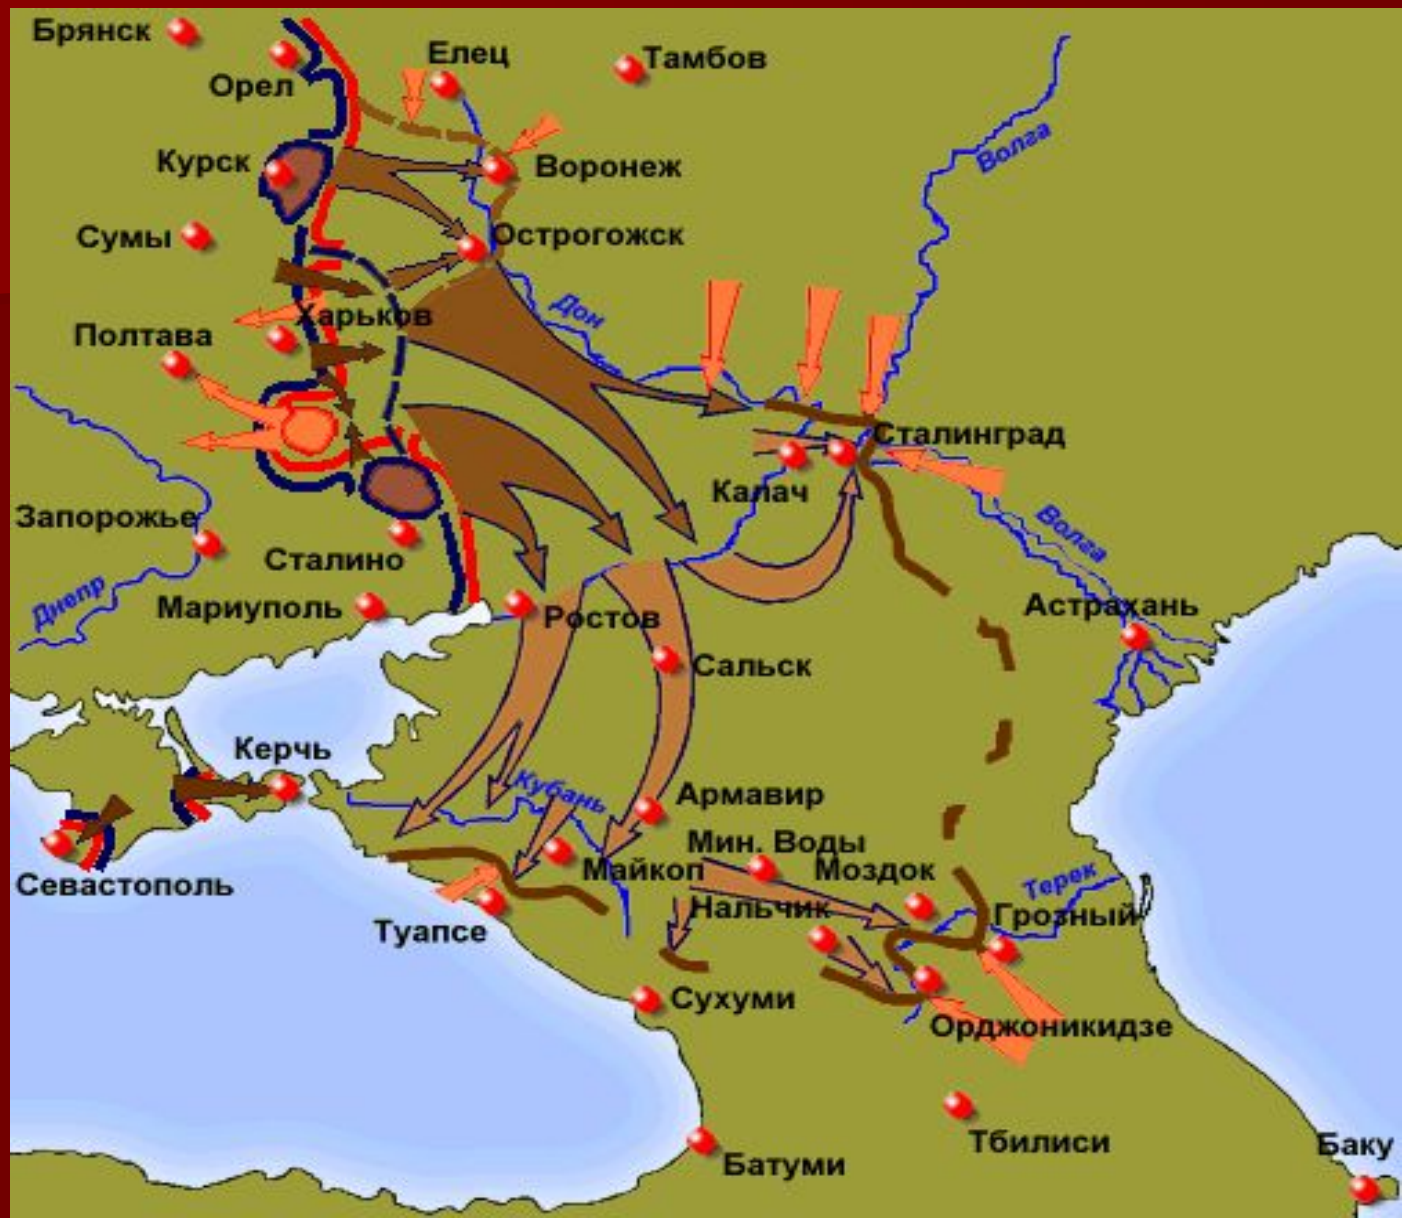 Брянск
Орел
Елец
Тамбов
Курск
Воронеж
Волга
Сумы
Острогожск
Харьков
Дон
Полтава
Сталинград
Калач
Запорожье
Сталино
Волга
Днепр
Мариуполь
Ростов
Астрахань
Сальск
Керчь
Кубань
Армавир
Мин. Воды
Майкоп
Моздок
Терек
Севастополь
Нальчик
Грозный
Туапсе
Сухуми
Орджоникидзе
Тбилиси
Батуми
Баку